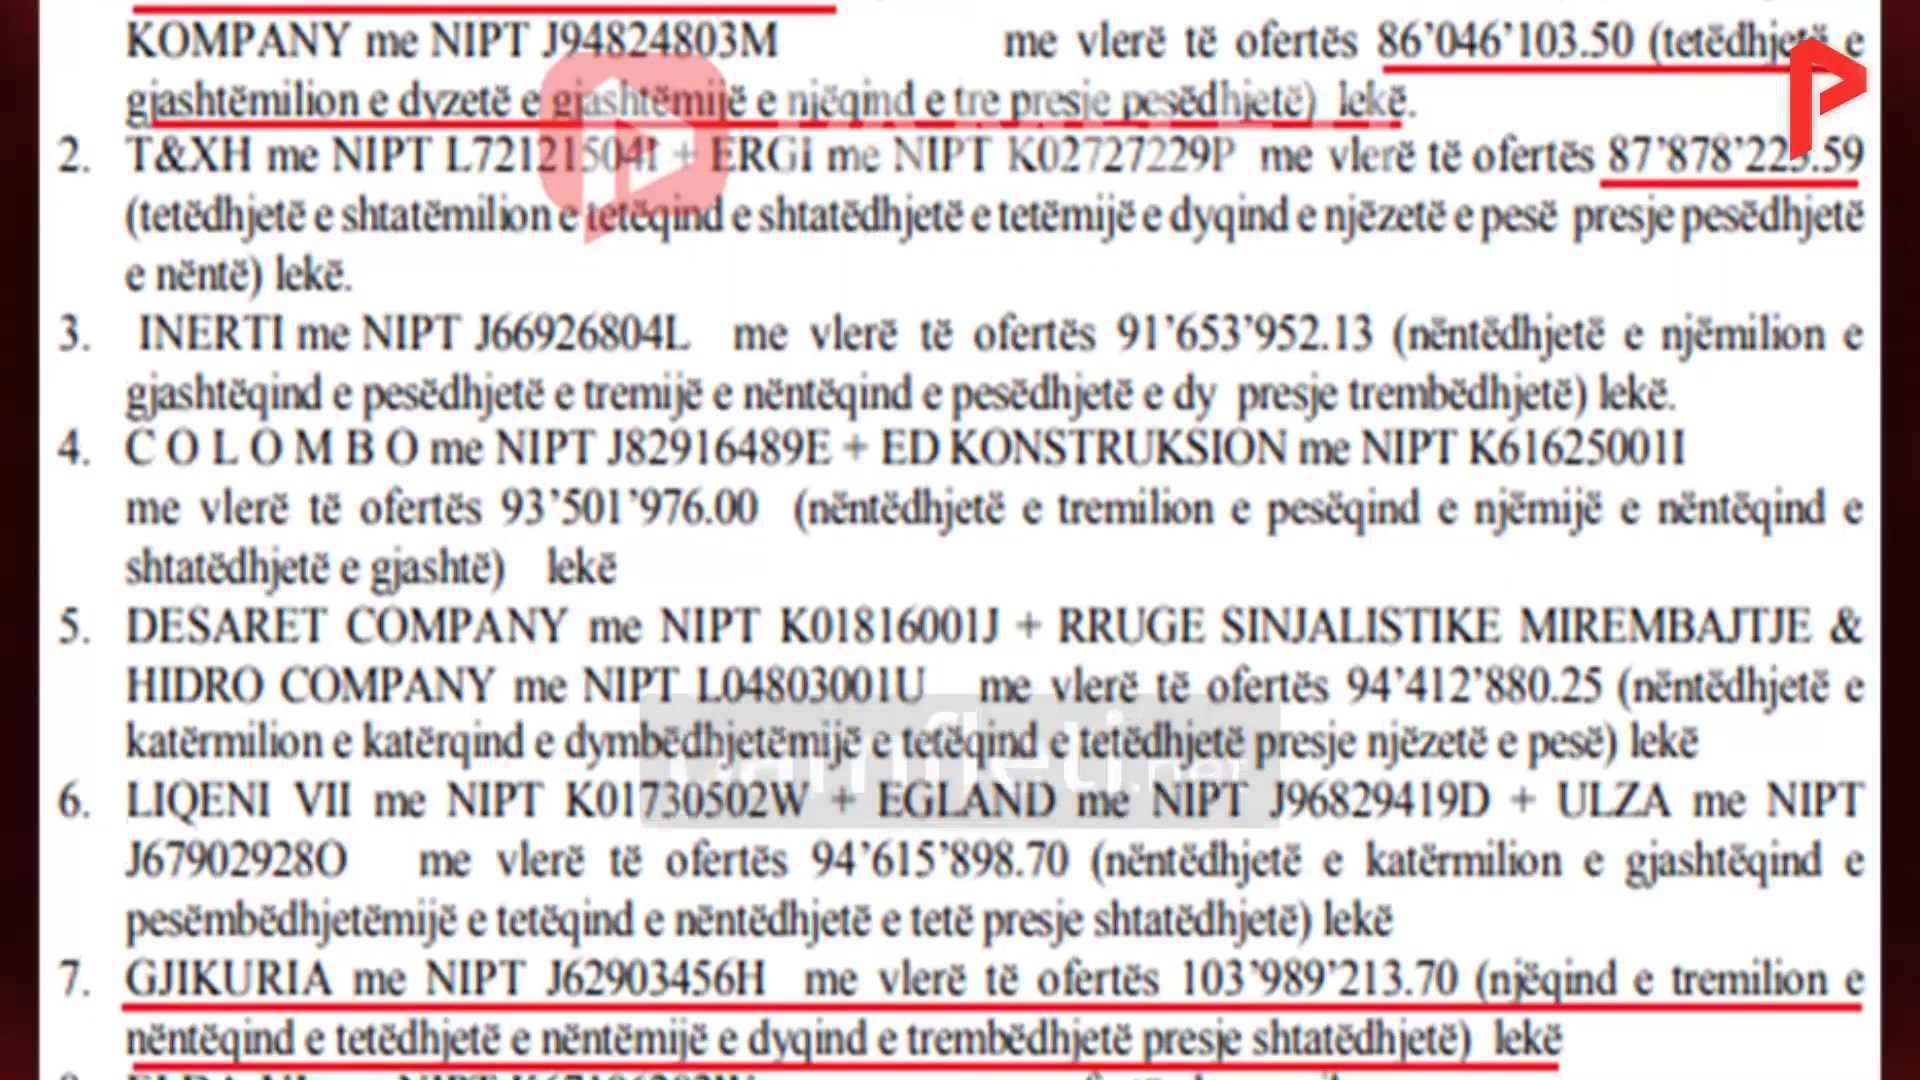 KOMPANY me NIPT J94824803M me vlerë të ofertës 86’046’103.50 (tetëdhjetë e
gjashtëmilion e dyzetë e gjashtëmijë e njëqind e tre presje pesëdhjetë) lekë.
2. T&XH me NIPT L72121504I + ERGI me NIPT K02727229P me vlerë të ofertës 87’878’225.59
(tetëdhjetë e shtatëmilion e tetëqind e shtatëdhjetë e tetëmijë e dyqind e njëzetë e pesë presje pesëdhjetë
e nëntë) lekë.
3. INERTI me NIPT J66926804L me vlerë të ofertës 91’653’952.13 (nëntëdhjetë e njëmilion e
gjashtëqind e pesëdhjetë e tremijë e nëntëqind e pesëdhjetë e dy presje trembëdhjetë) lekë.
4. C O L O M B O me NIPT J82916489E + ED KONSTRUKSION me NIPT K61625001I
me vlerë të ofertës 93’501’976.00 (nëntëdhjetë e tremilion e pesëqind e njëmijë e nëntëqind e
shtatëdhjetë e gjashtë) lekë
5. DESARET COMPANY me NIPT K01816001J + RRUGE SINJALISTIKE MIREMBAJTJE &
HIDRO COMPANY me NIPT L04803001U me vlerë të ofertës 94’412’880.25 (nëntëdhjetë e
katërmilion e katërqind e dymbëdhjetëmijë e tetëqind e tetëdhjetë presje njëzetë e pesë) lekë
Pamfleti.net
6. LIQENI VII me NIPT K01730502W + EGLAND me NIPT J96829419D + ULZA me NIPT
J67902928O me vlerë të ofertës 94’615’898.70 (nëntëdhjetë e katërmilion e gjashtëqind e
pesëmbëdhjetëmijë e tetëqind e nëntëdhjetë e tetë presje shtatëdhjetë) lekë
7. GJIKURIA me NIPT J62903456H me vlerë të ofertës 103’989’213.70 (njëqind e tremilion e
nëntëqind e tetëdhjetë e nëntëmijë e dyqind e trembëdhjetë presje shtatëdhjetë) lekë